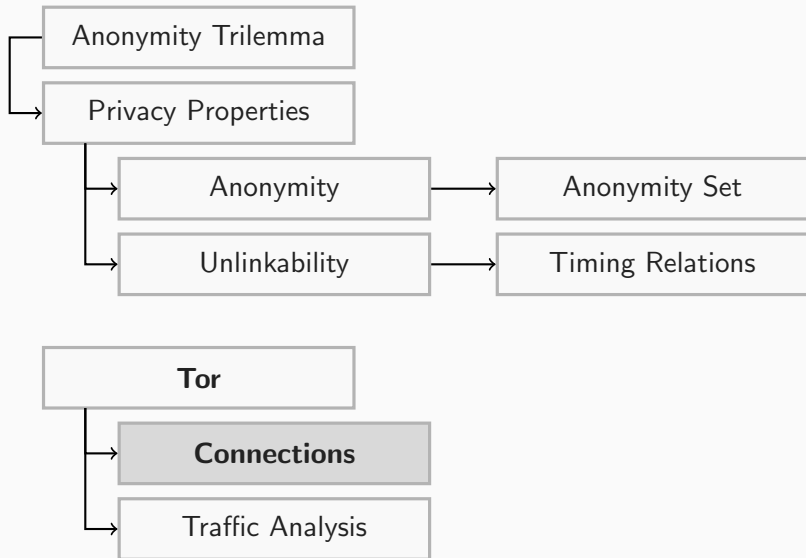 Anonymity Trilemma
Privacy Properties
Anonymity
Anonymity Set
Unlinkability
Timing Relations
Tor
Connections
Traffic Analysis